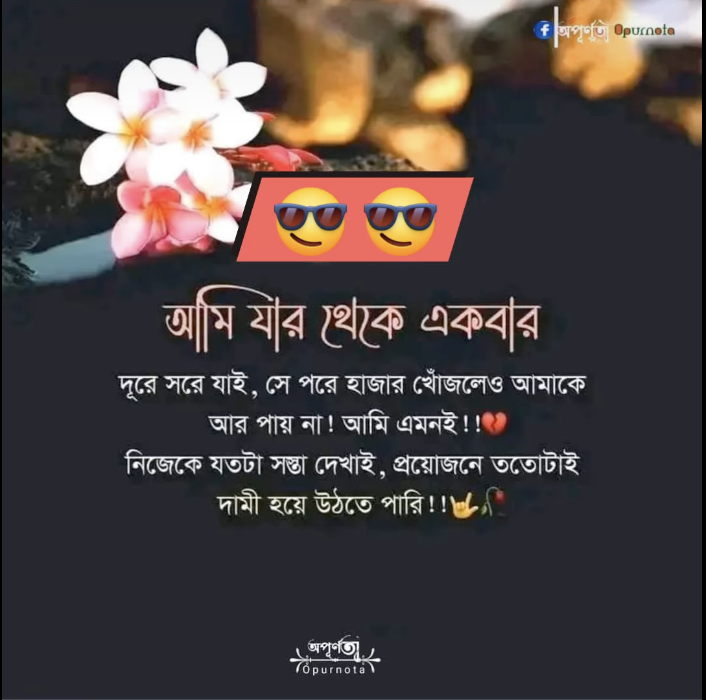 অপূর্ণতা Opurnota
আমি যার থেকে একবার
দূরে সরে যাই, সে পরে হাজার খোঁজলেও আমাকে
আর পায় না! আমি এমনই!!💔
নিজেকে যতটা সস্তা দেখাই, প্রয়োজনে ততোটাই
দামী হয়ে উঠতে পারি!!🤟🥀
অপূর্ণতা
Opurnota